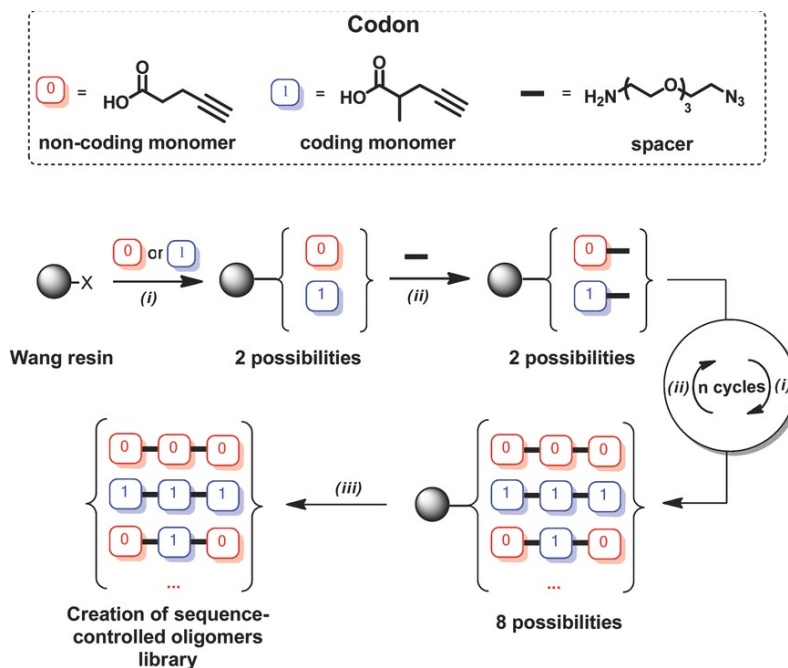 Codon
0 = HO O
1 = HO O
= H2N O 3 N3
non-coding monomer
coding monomer
spacer
0 or 1
X
(i)
0
1
(ii)
0
1
Wang resin
2 possibilities
2 possibilities
(ii) n cycles (i)
0 0 0
1 1 1
0 1 0
...
(iii)
0 0 0
1 1 1
0 1 0
...
Creation of sequence-
controlled oligomers
library
8 possibilities